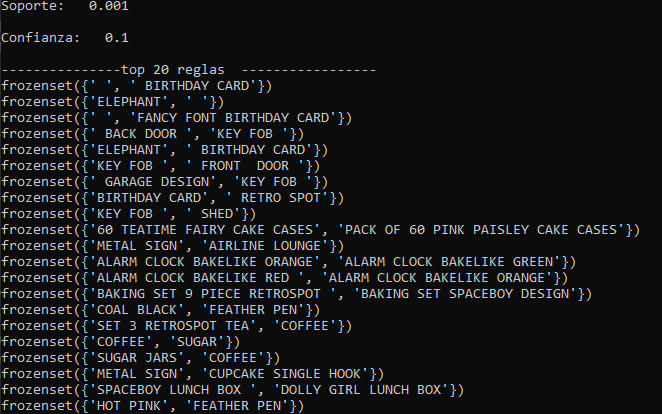 Soporte:   0.001
Confianza:   0.1
---------------top 20 reglas  -----------------
frozenset({' ', ' BIRTHDAY CARD'})
frozenset({'ELEPHANT', ' '})
frozenset({' ', 'FANCY FONT BIRTHDAY CARD'})
frozenset({' BACK DOOR ', 'KEY FOB '})
frozenset({'ELEPHANT', ' BIRTHDAY CARD'})
frozenset({'KEY FOB ', ' FRONT  DOOR '})
frozenset({' GARAGE DESIGN', 'KEY FOB '})
frozenset({'BIRTHDAY CARD', ' RETRO SPOT'})
frozenset({'KEY FOB ', ' SHED'})
frozenset({'60 TEATIME FAIRY CAKE CASES', 'PACK OF 60 PINK PAISLEY CAKE CASES'})
frozenset({'METAL SIGN', 'AIRLINE LOUNGE'})
frozenset({'ALARM CLOCK BAKELIKE ORANGE', 'ALARM CLOCK BAKELIKE GREEN'})
frozenset({'ALARM CLOCK BAKELIKE RED ', 'ALARM CLOCK BAKELIKE ORANGE'})
frozenset({'BAKING SET 9 PIECE RETROSPOT ', 'BAKING SET SPACEBOY DESIGN'})
frozenset({'COAL BLACK', 'FEATHER PEN'})
frozenset({'SET 3 RETROSPOT TEA', 'COFFEE'})
frozenset({'COFFEE', 'SUGAR'})
frozenset({'SUGAR JARS', 'COFFEE'})
frozenset({'METAL SIGN', 'CUPCAKE SINGLE HOOK'})
frozenset({'SPACEBOY LUNCH BOX ', 'DOLLY GIRL LUNCH BOX'})
frozenset({'HOT PINK', 'FEATHER PEN'})